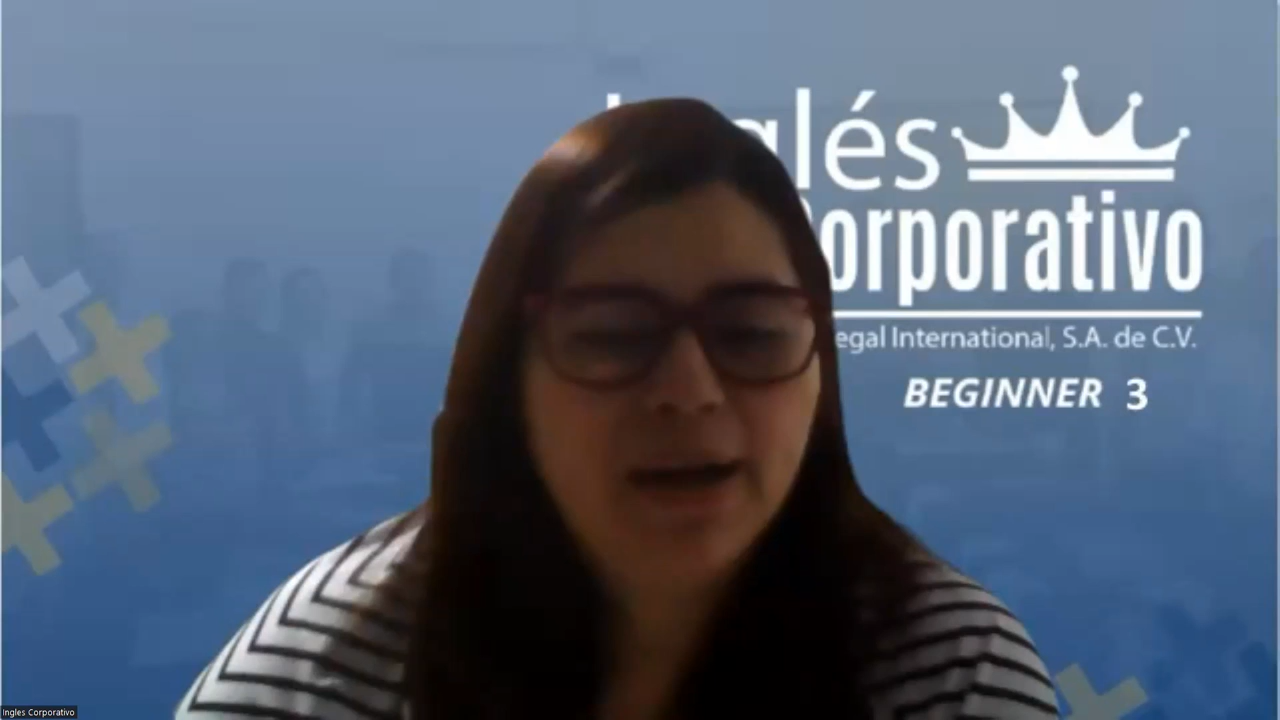 glés
orporativo
egal International, S.A. de C.V.
BEGINNER 3
Ingles Corporativo